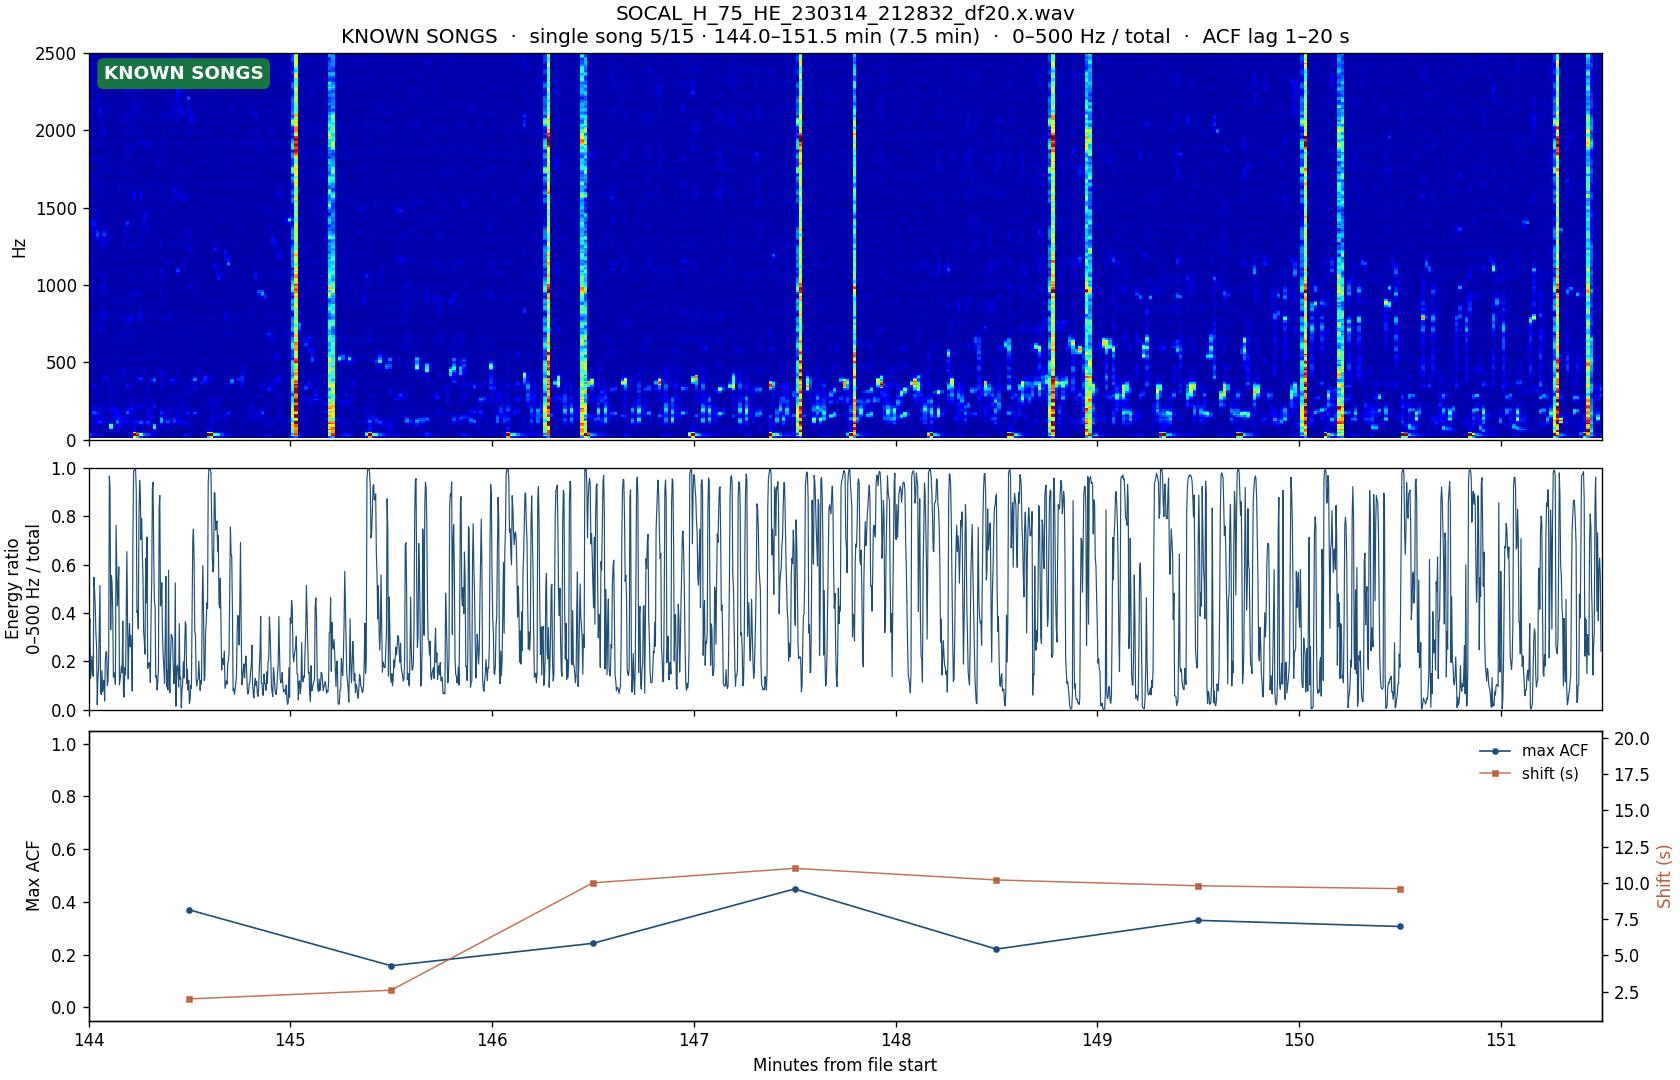 SOCAL_H_75_HE_230314_212832_df20.x.wav
KNOWN SONGS · single song 5/15 · 144.0–151.5 min (7.5 min) · 0–500 Hz / total · ACF lag 1–20 s
KNOWN SONGS
2500
2000
1500
1000
500
0
Hz
1.0
0.8
0.6
0.4
0.2
0.0
Energy ratio
0–500 Hz / total
1.0
0.8
0.6
0.4
0.2
0.0
Max ACF
max ACF
shift (s)
20.0
17.5
15.0
12.5
10.0
7.5
5.0
2.5
Shift (s)
144 145 146 147 148 149 150 151
Minutes from file start